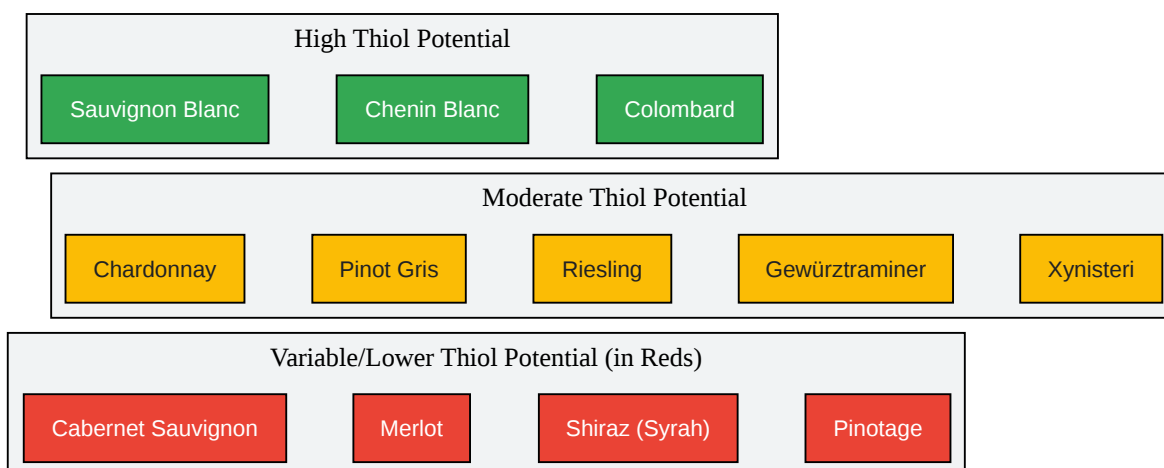 High Thiol Potential
Sauvignon Blanc
Chenin Blanc
Colombard
Moderate Thiol Potential
Chardonnay
Pinot Gris
Riesling
Gewürztraminer
Xynisteri
Variable/Lower Thiol Potential (in Reds)
Cabernet Sauvignon
Merlot
Shiraz (Syrah)
Pinotage